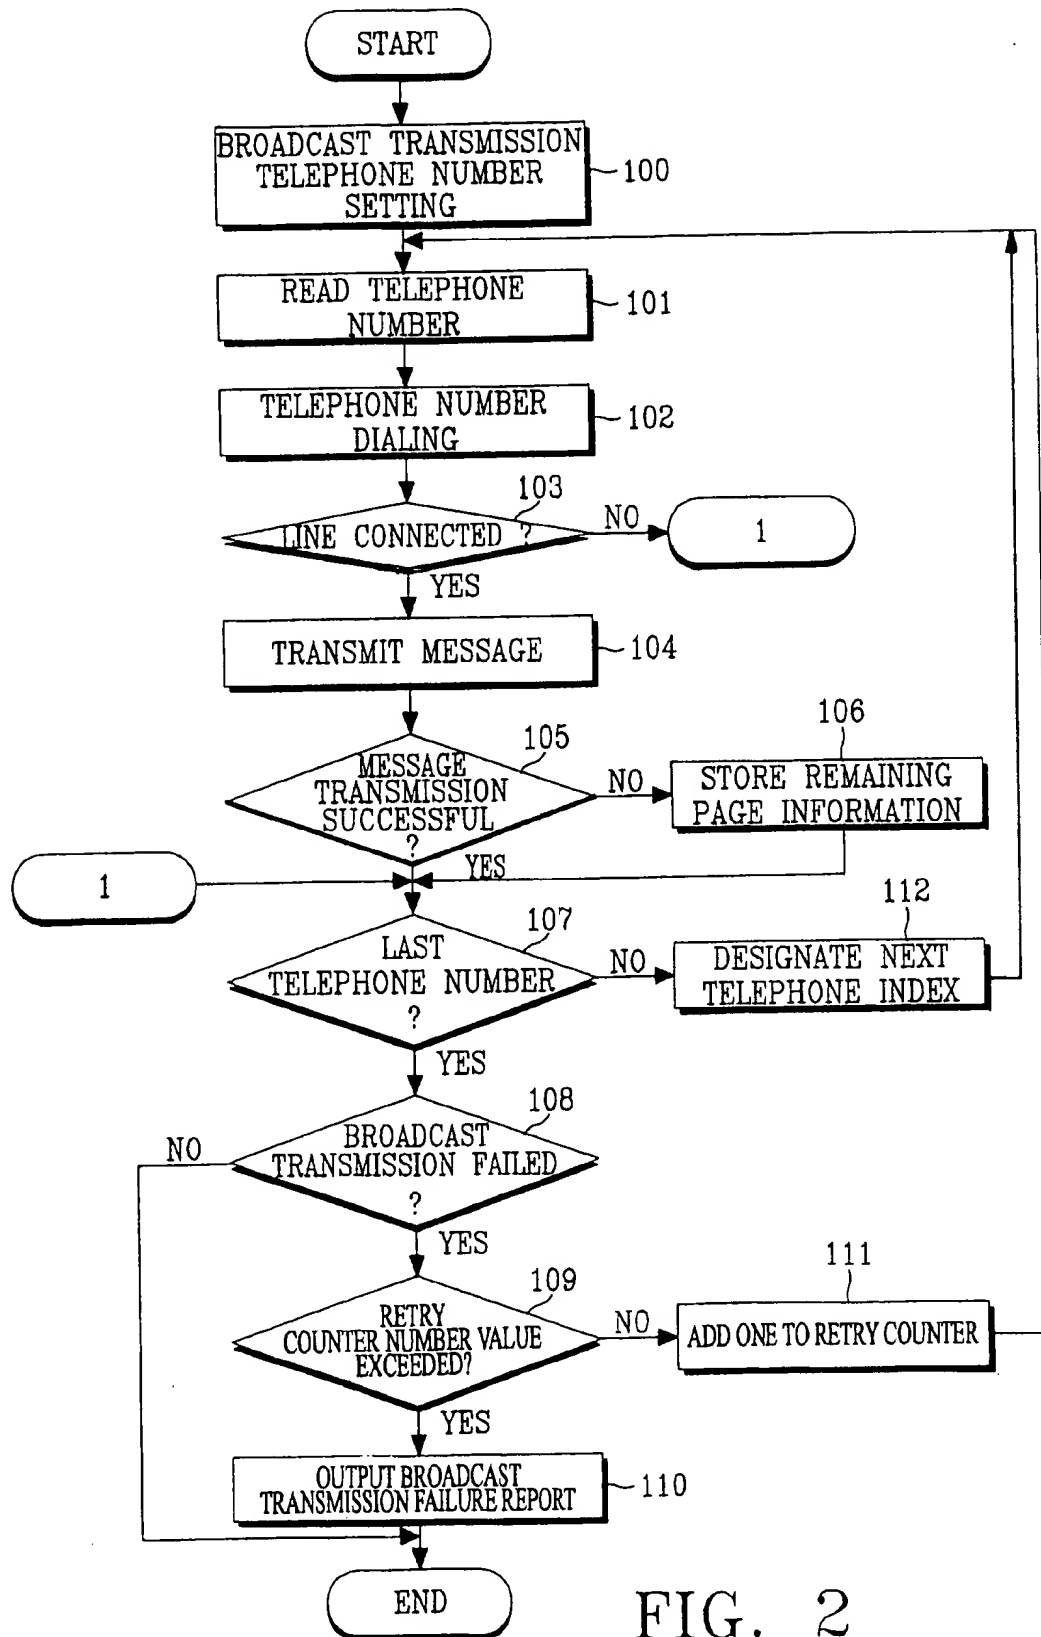 START
BROADCAST TRANSMISSION
TELEPHONE NUMBER
SETTING
100
READ TELEPHONE
NUMBER
101
TELEPHONE NUMBER
DIALING
102
103
LINE CONNECTED ?
NO
1
YES
TRANSMIT MESSAGE
104
105
MESSAGE
TRANSMISSION
SUCCESSFUL
?
NO
106
STORE REMAINING
PAGE INFORMATION
YES
1
107
LAST
TELEPHONE NUMBER
?
NO
112
DESIGNATE NEXT
TELEPHONE INDEX
YES
108
BROADCAST
TRANSMISSION FAILED
?
NO
YES
109
RETRY
COUNTER NUMBER VALUE
EXCEEDED?
NO
111
ADD ONE TO RETRY COUNTER
YES
OUTPUT BROADCAST
TRANSMISSION FAILURE REPORT
110
END
FIG. 2